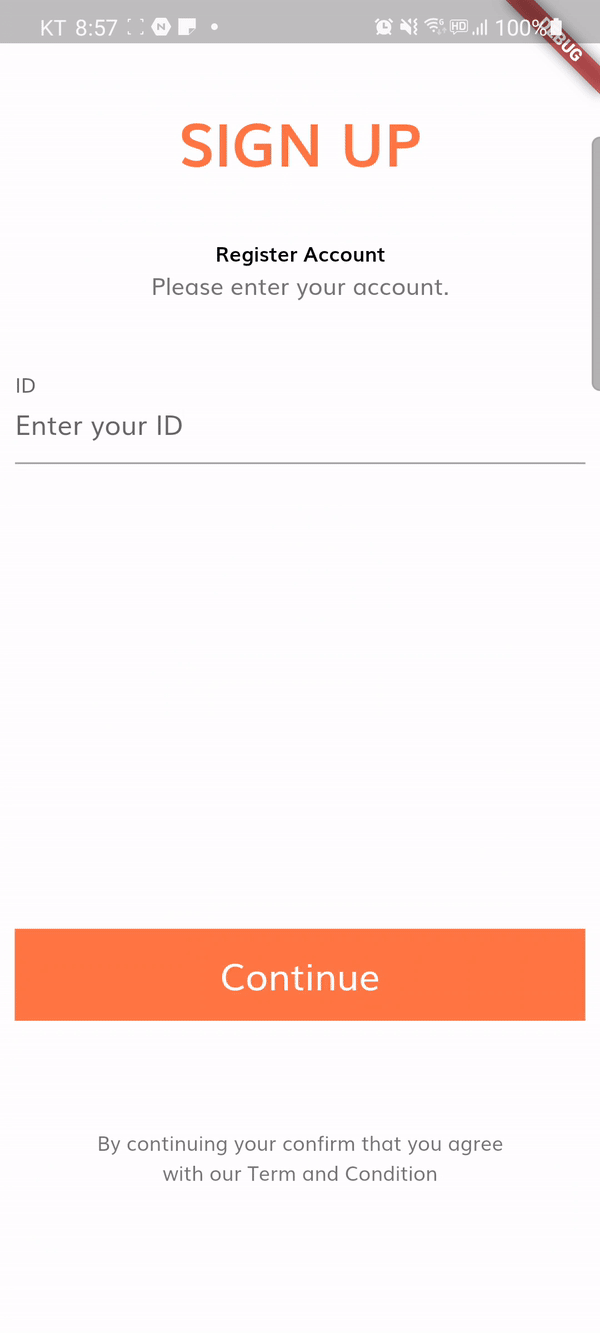 KT 8:57 100%
DEBUG
SIGN UP
Register Account
Please enter your account.
ID
Enter your ID
Continue
By continuing your confirm that you agree
with our Term and Condition